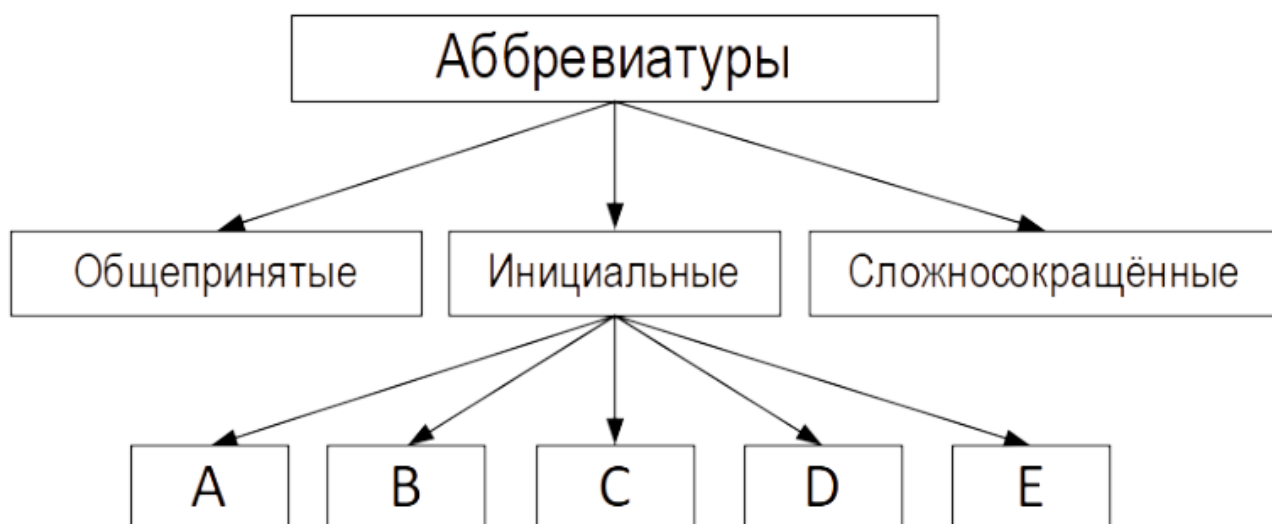 Аббревиатуры
Общепринятые
Инициальные
Сложносокращённые
A
B
C
D
E